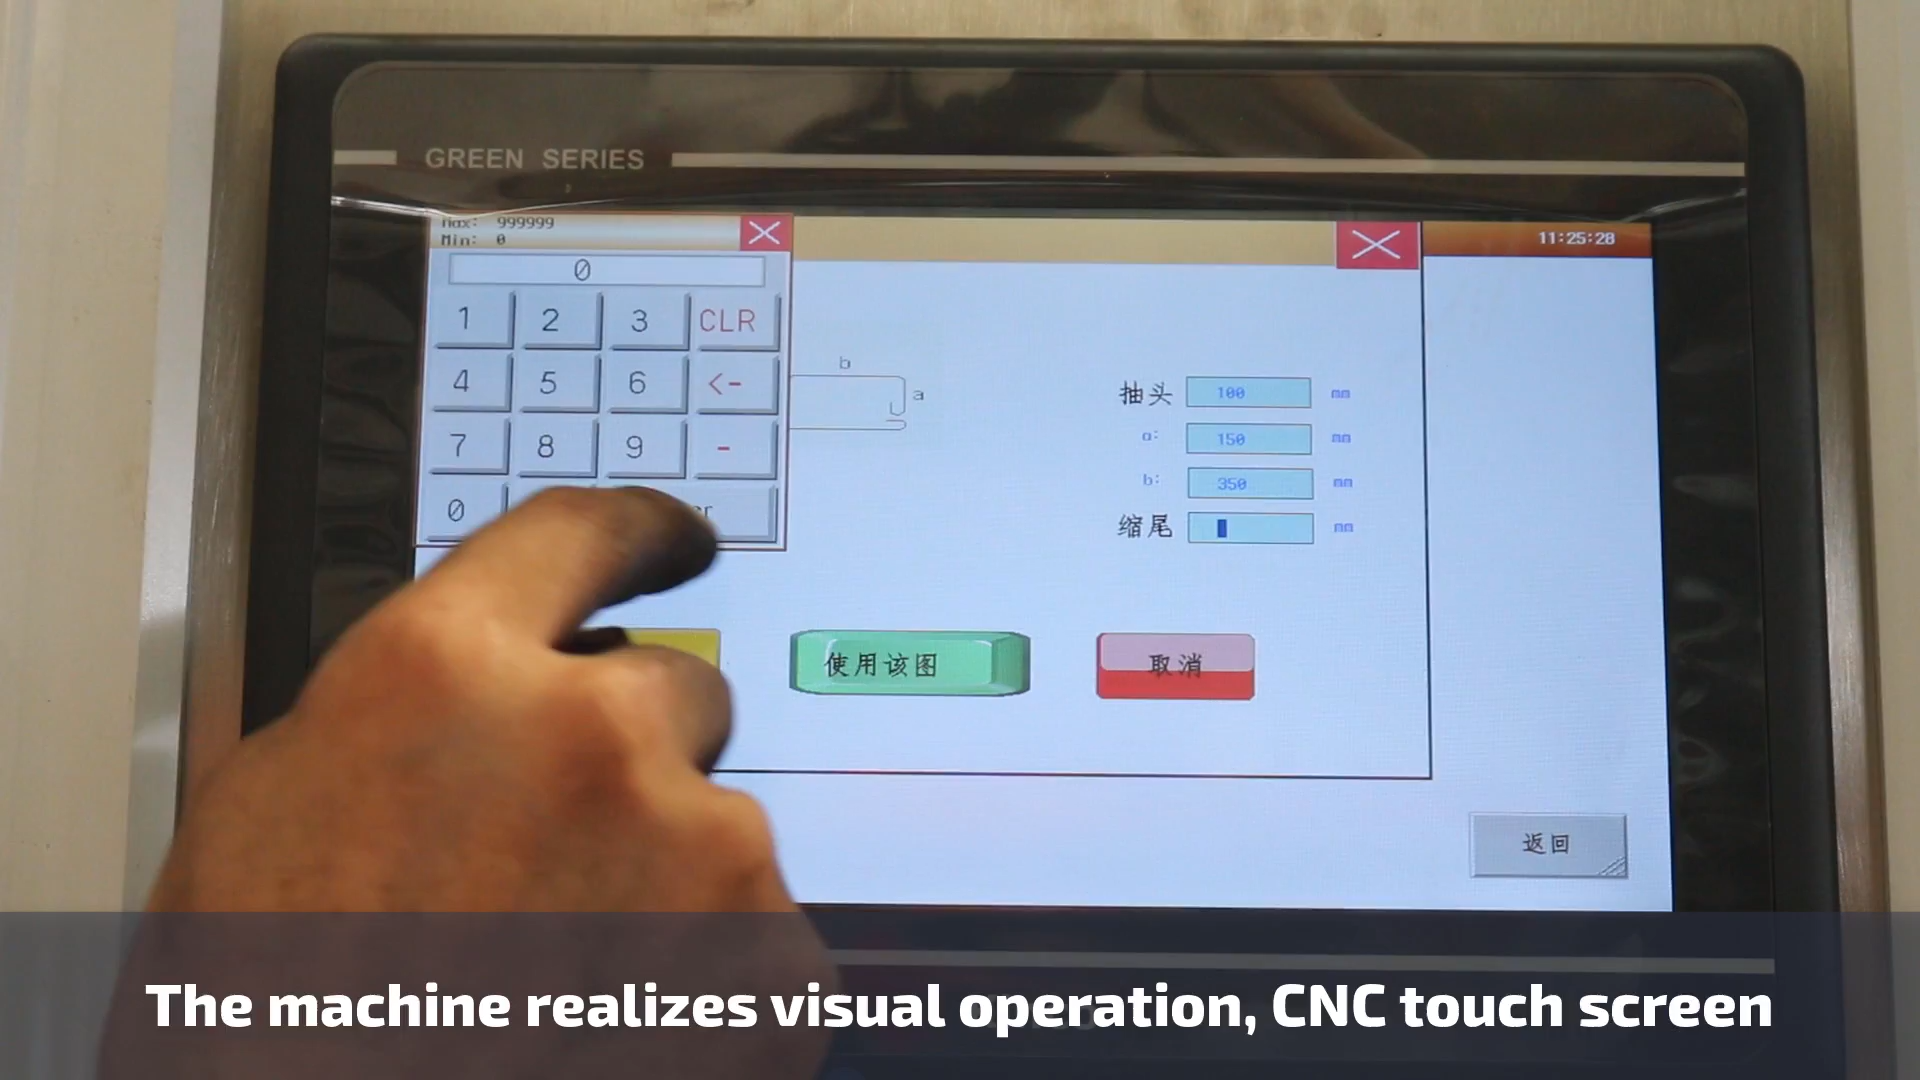 GREEN SERIES
Max: 999999
Min: 0
11:25:28
0
1 2 3 CLR
4 5 6 <-
7 8 9 -
0
b
a
抽头 100 mm
a: 150 mm
b: 350 mm
缩尾 mm
使用该图
取消
返回
The machine realizes visual operation, CNC touch screen